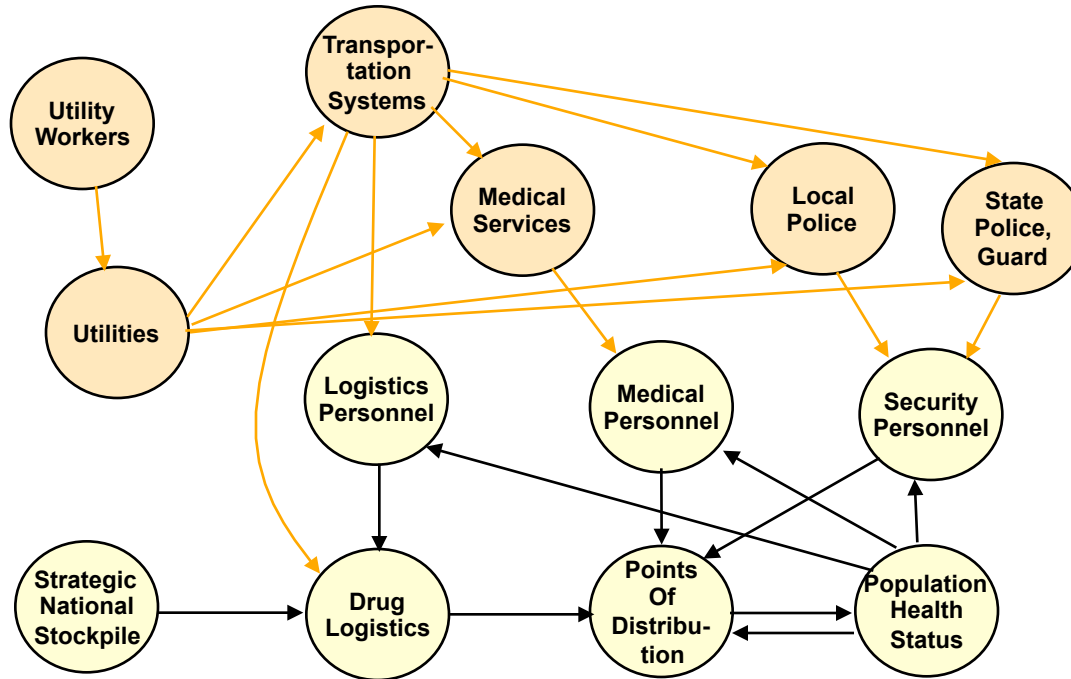 Transpor-
tation
Systems
Utility
Workers
Medical
Services
Local
Police
State
Police,
Guard
Utilities
Logistics
Personnel
Medical
Personnel
Security
Personnel
Strategic
National
Stockpile
Drug
Logistics
Points
Of
Distribu-
tion
Population
Health
Status